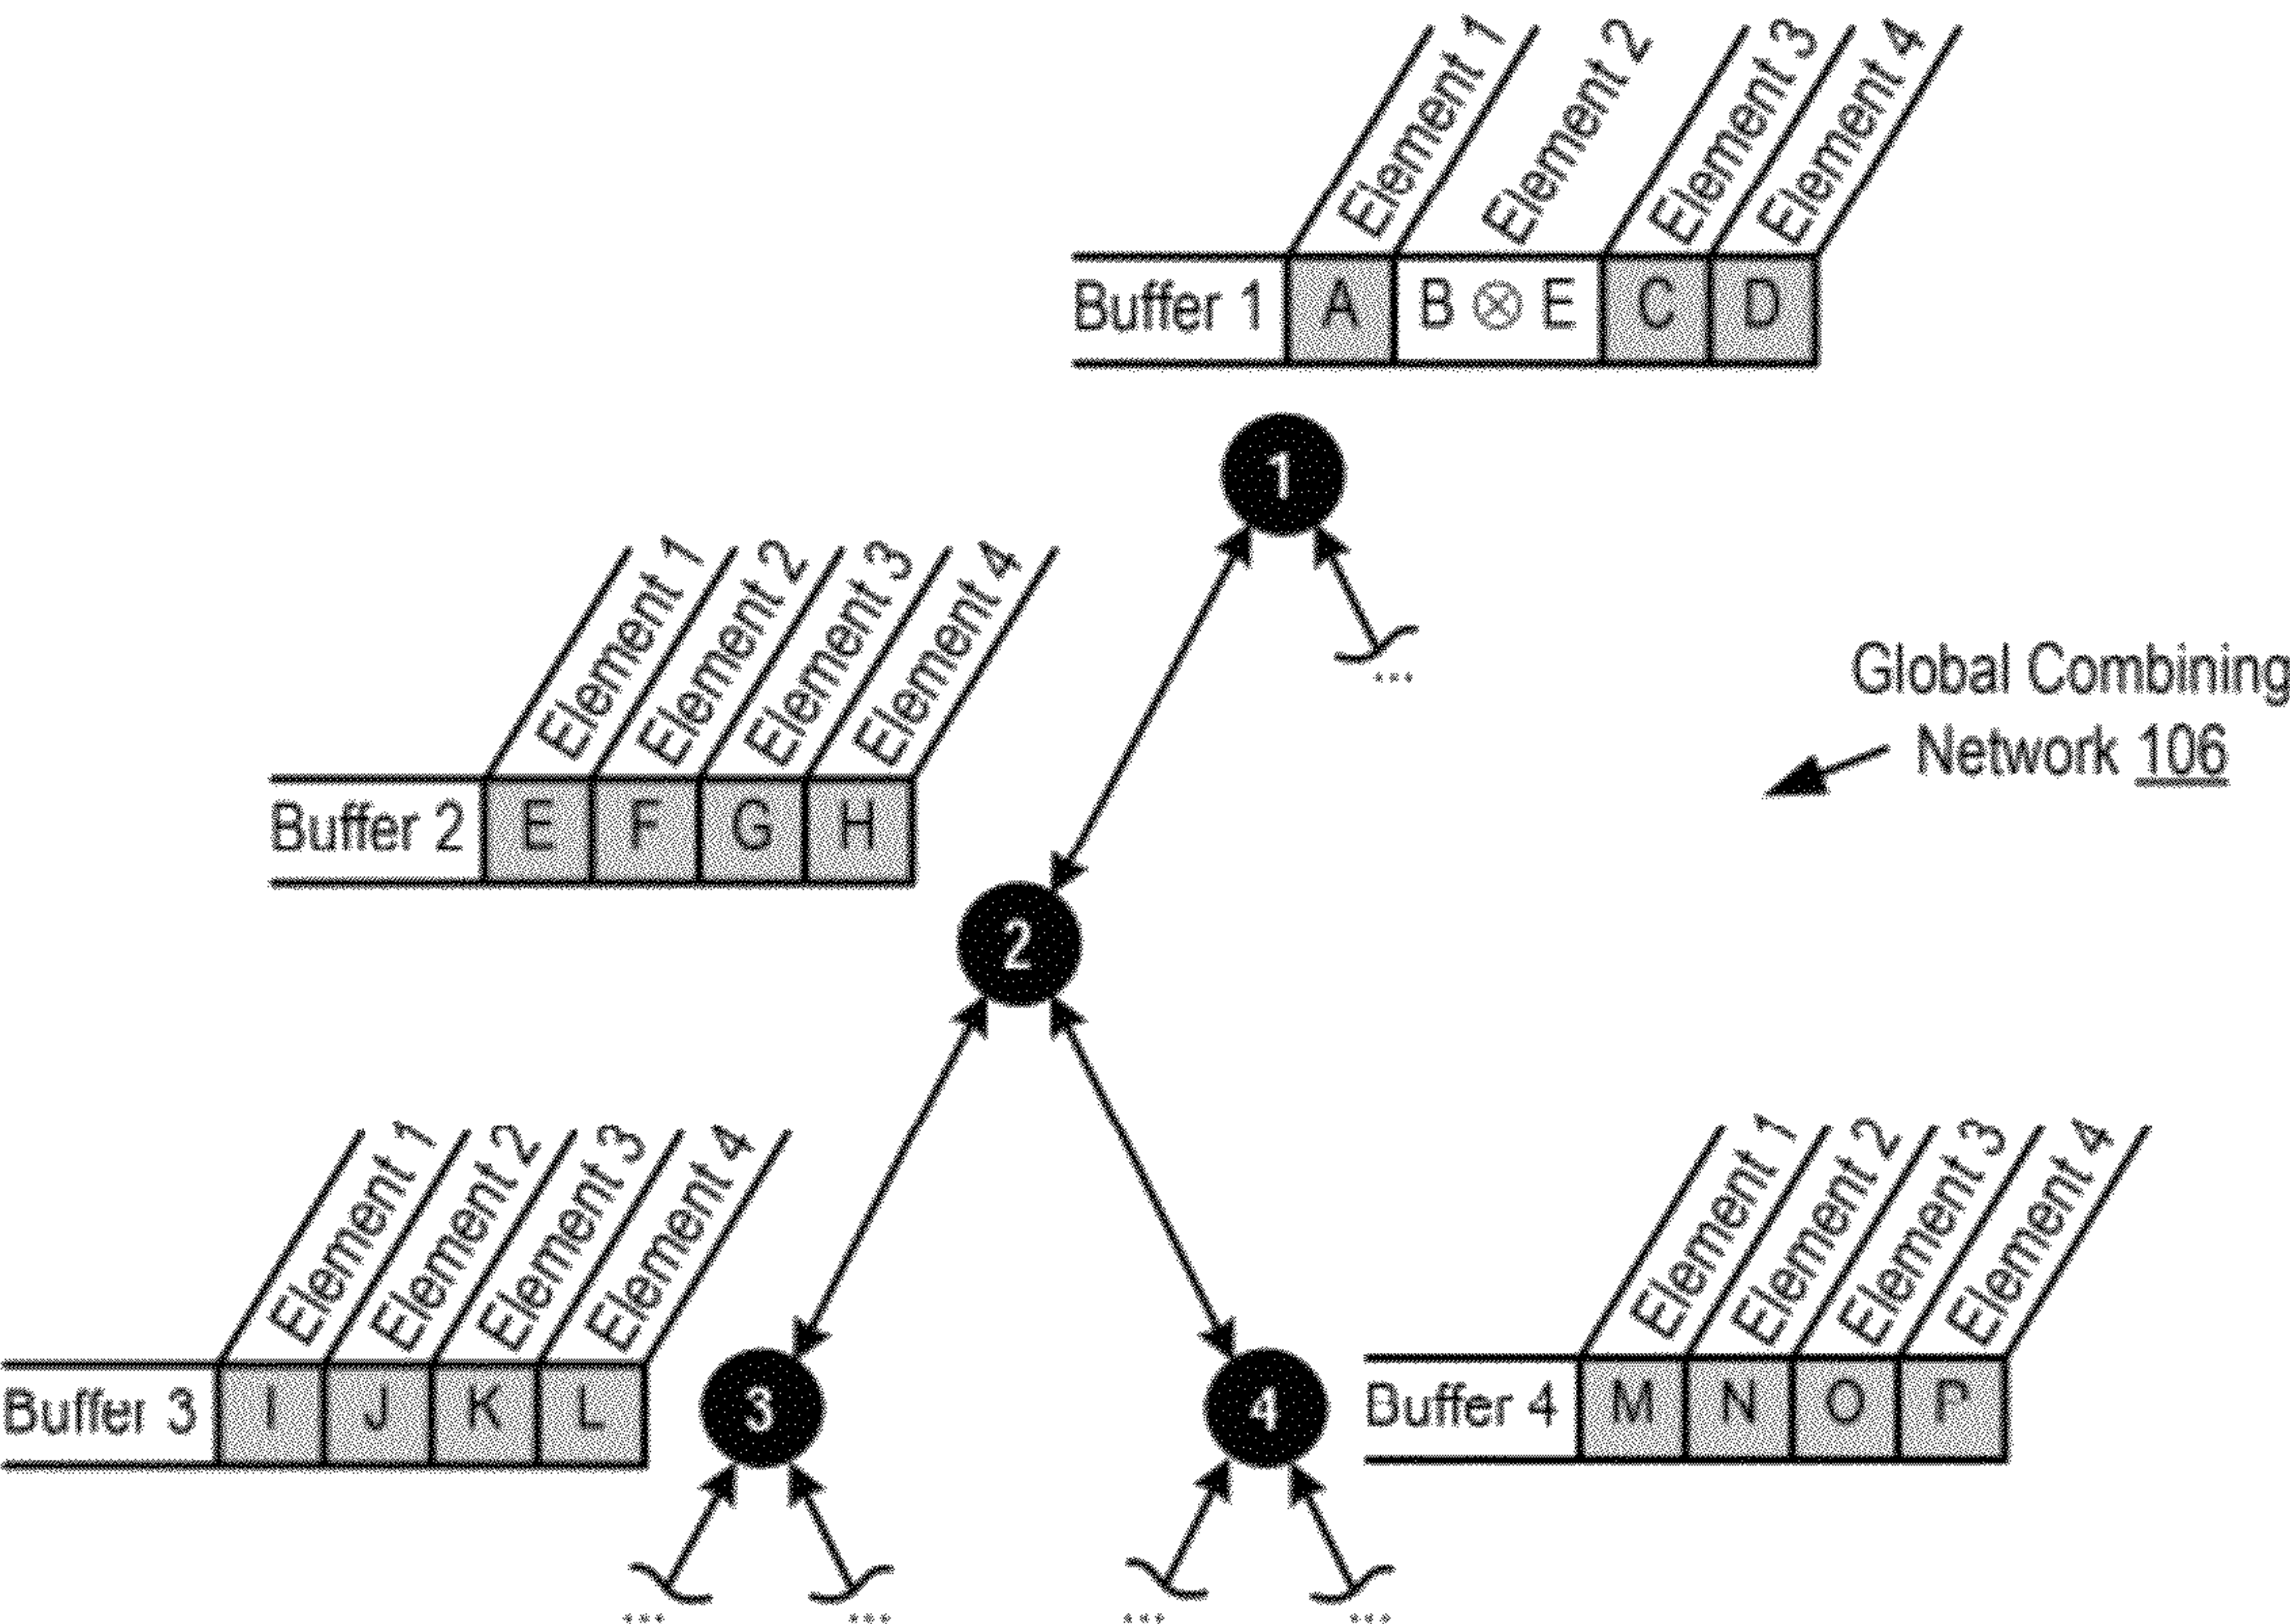 Element 1
Element 2
Element 3
Element 4
Buffer 1 A B ⊗ E C D
1
Global Combining
Network 106
Element 1
Element 2
Element 3
Element 4
Buffer 2 E F G H
2
Element 1
Element 2
Element 3
Element 4
Buffer 3 I J K L
3
4
Element 1
Element 2
Element 3
Element 4
Buffer 4 M N O P
...
...
...
...
...